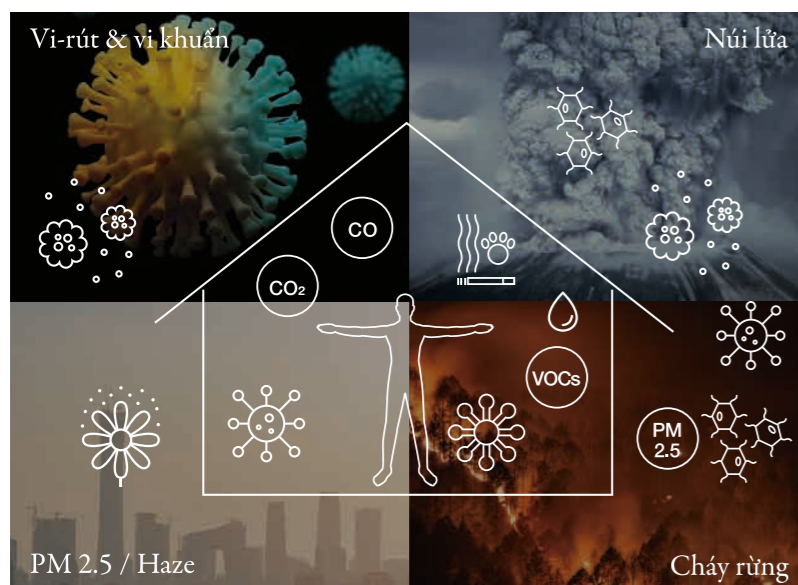 Vi-rút & vi khuẩn
Núi lửa
CO
CO₂
VOCs
PM
2.5
PM 2.5 / Haze
Cháy rừng